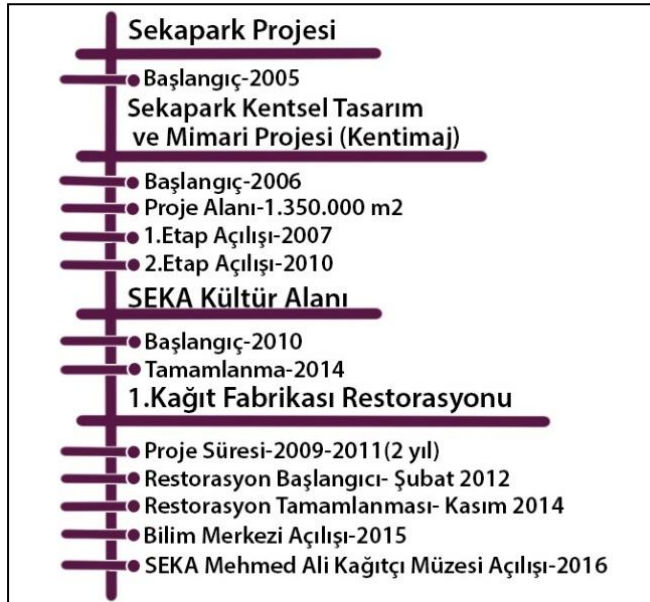 Sekapark Projesi
Başlangıç-2005
Sekapark Kentsel Tasarım
ve Mimari Projesi (Kentimaj)
Başlangıç-2006
Proje Alanı-1.350.000 m2
1.Etap Açılışı-2007
2.Etap Açılışı-2010
SEKA Kültür Alanı
Başlangıç-2010
Tamamlanma-2014
1.Kağıt Fabrikası Restorasyonu
Proje Süresi-2009-2011(2 yıl)
Restorasyon Başlangıcı- Şubat 2012
Restorasyon Tamamlanması- Kasım 2014
Bilim Merkezi Açılışı-2015
SEKA Mehmed Ali Kağıtçı Müzesi Açılışı-2016